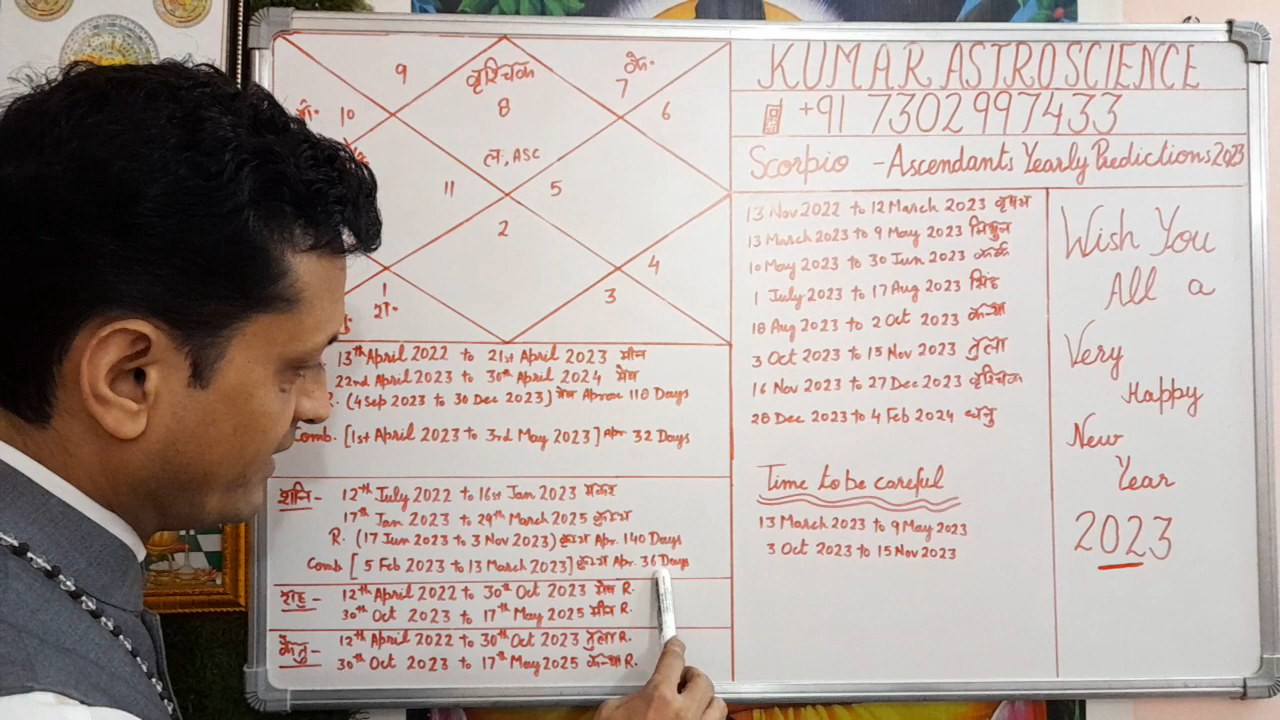 9
वृश्चिक
के.
8
7
6
10
ल, ASC
11
5
2
4
1
श.
3
KUMAR ASTROSCIENCE
+91 7302997433
Scorpio - Ascendants Yearly Predictions 2023
13th April 2022 to 21st April 2023 मीन
22nd April 2023 to 30th April 2024 मेष
R. (4 Sep 2023 to 30 Dec 2023) मेष Aprox 118 Days
Comb. [1st April 2023 to 3rd May 2023] Apr 32 Days
शनि - 12th July 2022 to 16st Jan 2023 मकर
17th Jan 2023 to 29th March 2025 कुम्भ
R. (17 Jun 2023 to 3 Nov 2023) कुम्भ Apr. 140 Days
Comb [5 Feb 2023 to 13 March 2023] कुम्भ Apr. 36 Days
राहु - 12th April 2022 to 30th Oct 2023 मेष R.
30th Oct 2023 to 17th May 2025 मीन R.
केतु - 12th April 2022 to 30th Oct 2023 तुला R.
30th Oct 2023 to 17th May 2025 कन्या R.
13 Nov 2022 to 12 March 2023 वृषभ
13 March 2023 to 9 May 2023 मिथुन
10 May 2023 to 30 Jun 2023 कर्क
1 July 2023 to 17 Aug 2023 सिंह
18 Aug 2023 to 2 Oct 2023 कन्या
3 Oct 2023 to 15 Nov 2023 तुला
16 Nov 2023 to 27 Dec 2023 वृश्चिक
28 Dec 2023 to 4 Feb 2024 धनु
Time to be careful
13 March 2023 to 9 May 2023
3 Oct 2023 to 15 Nov 2023
Wish You
All a
Very
Happy
New
Year
2023